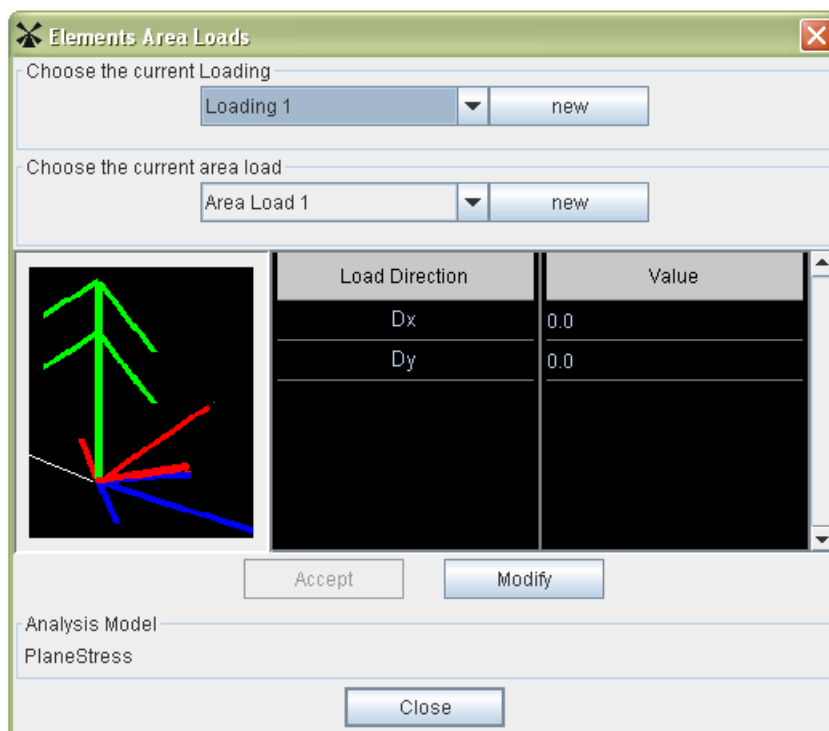 Elements Area Loads
Choose the current Loading
Loading 1 new
Choose the current area load
Area Load 1 new
Load Direction Value
Dx 0.0
Dy 0.0
Accept Modify
Analysis Model
PlaneStress
Close